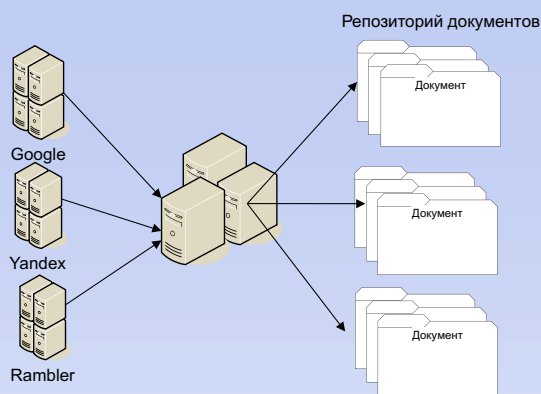 Репозиторий документов
Документ
Google
Yandex
Документ
Rambler
Документ